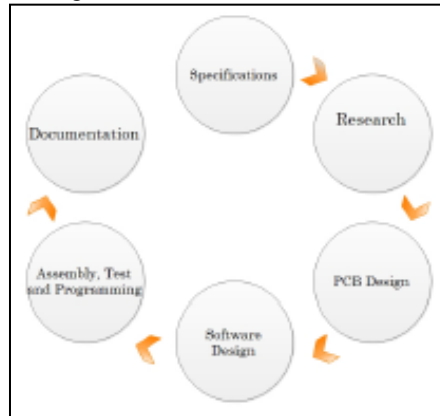 Specifications
Research
PCB Design
Software
Design
Assembly, Test
and Programming
Documentation